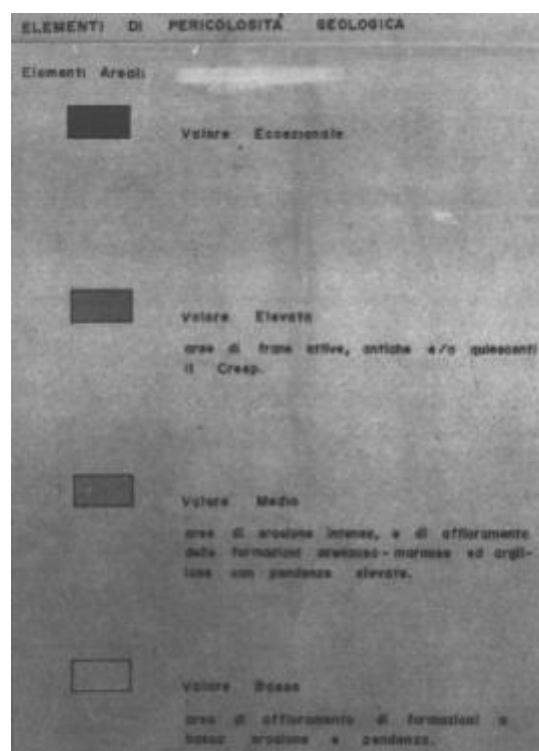 ELEMENTI DI PERICOLOSITÀ GEOLOGICA
Elementi Areali
Valore Eccezionale
Valore Elevato
aree di frane attive, antiche e/o quiescenti
il Creep.
Valore Medio
aree di erosione intensa, e di affioramento
delle formazioni arenaceo-marnose ed argil-
lose con pendenze elevate.
Valore Basso
aree di affioramento di formazioni a
bassa erosione e pendenza.